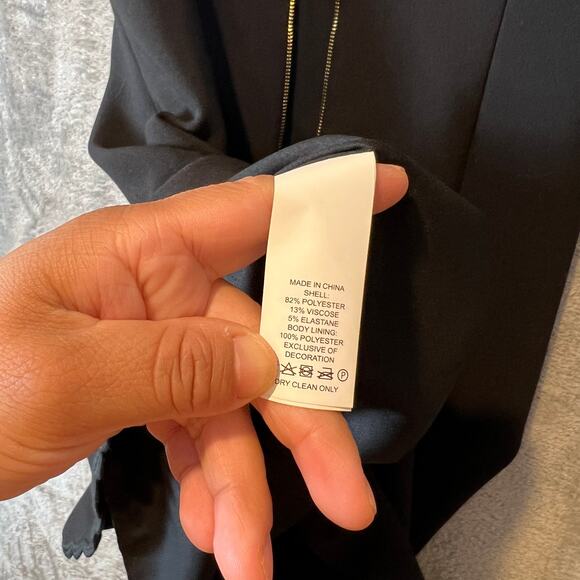 MADE IN CHINA
SHELL:
82% POLYESTER
13% VISCOSE
5% ELASTANE
BODY LINING:
100% POLYESTER
EXCLUSIVE OF
DECORATION
P
DRY CLEAN ONLY